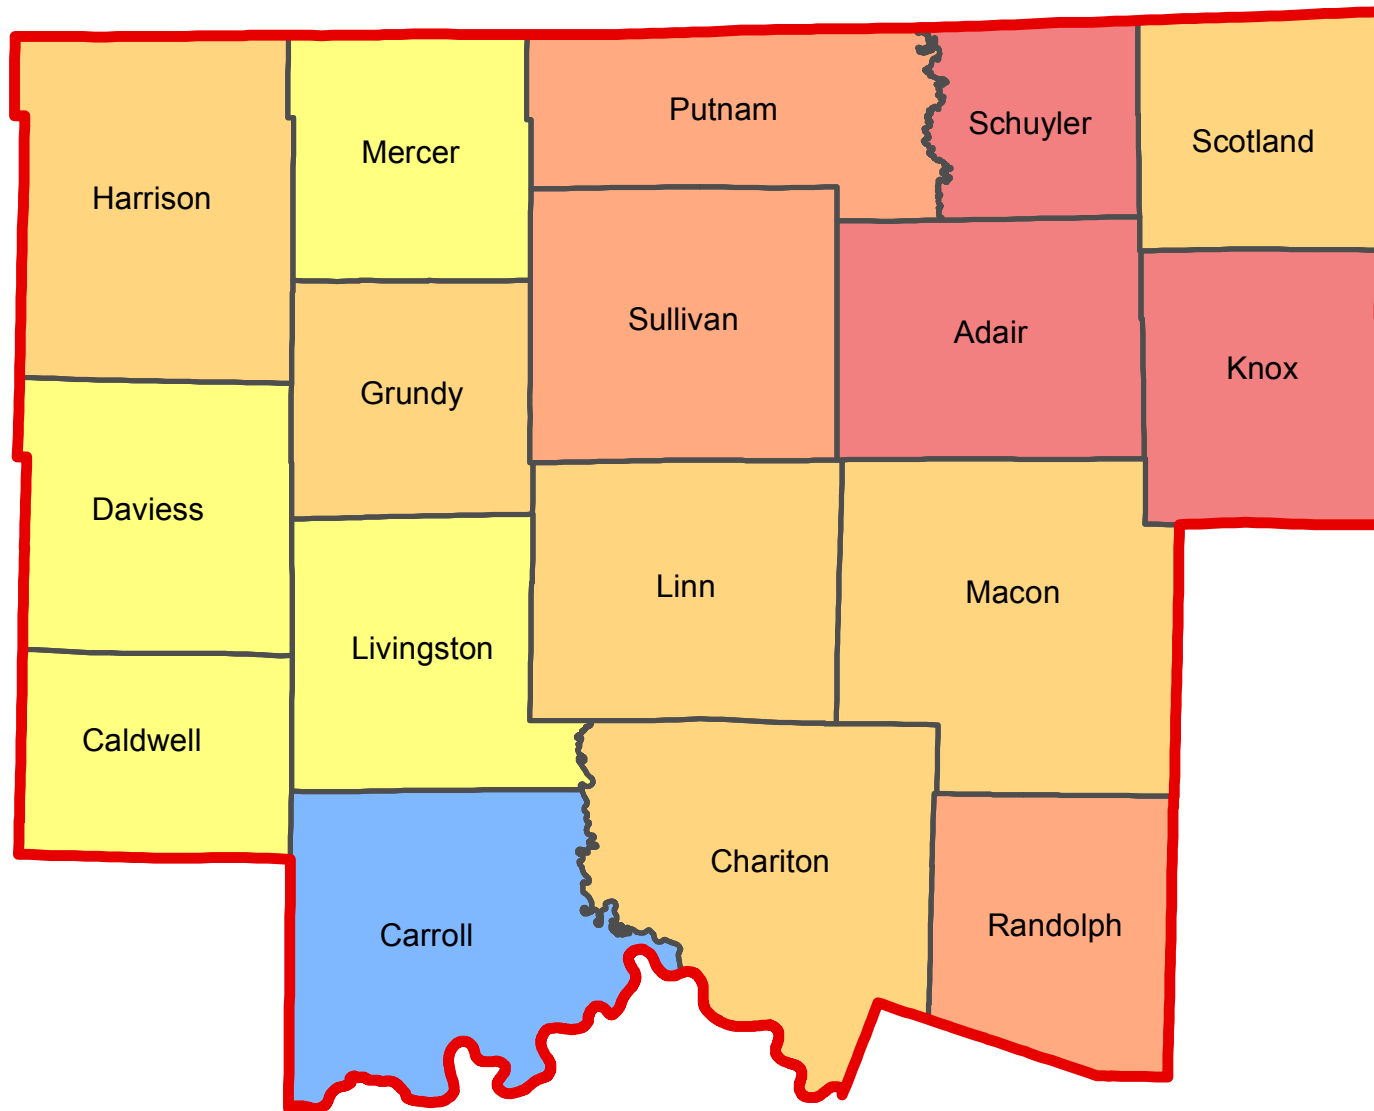 Putnam
Schuyler
Scotland
Mercer
Harrison
Sullivan
Adair
Knox
Grundy
Daviess
Linn
Macon
Livingston
Caldwell
Chariton
Randolph
Carroll